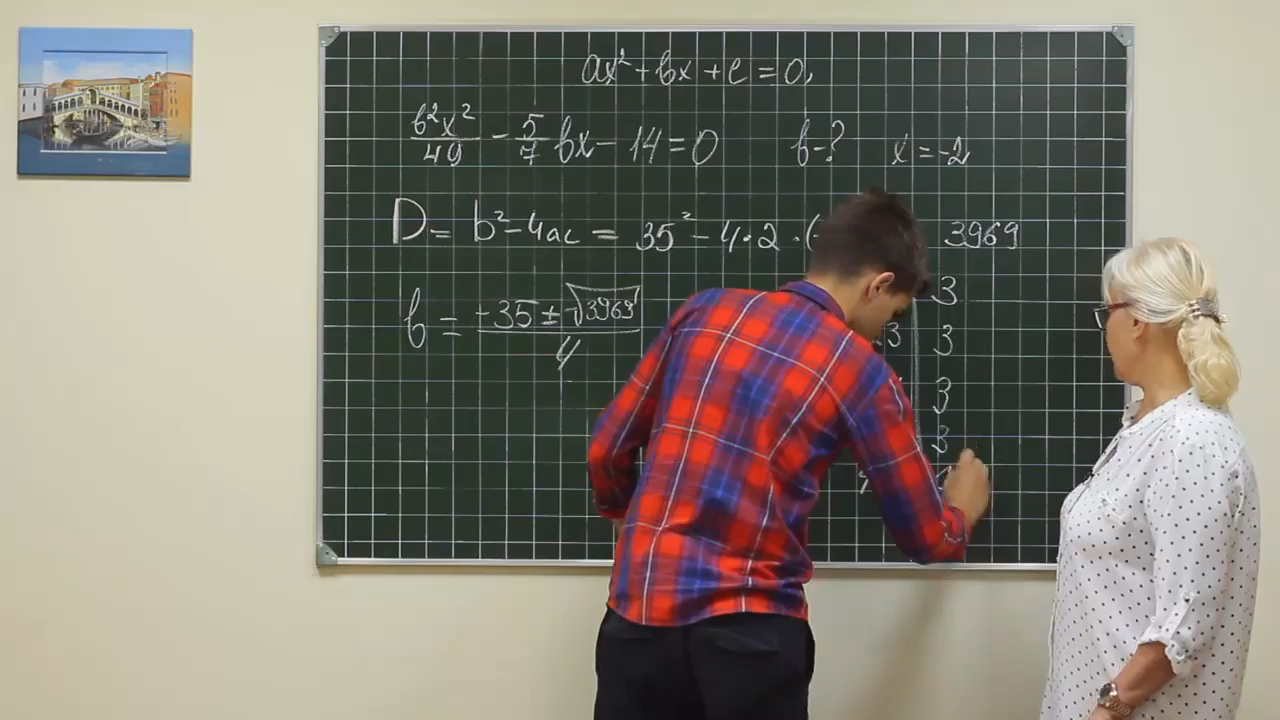 ax² + bx + c = 0,
b²x²/49 - 5/7 bx - 14 = 0 b-? x = -2
D = b² - 4ac = 35² - 4 · 2 · ( 3969
3
b = -35 ± √3969 / 4 3 3
3
3